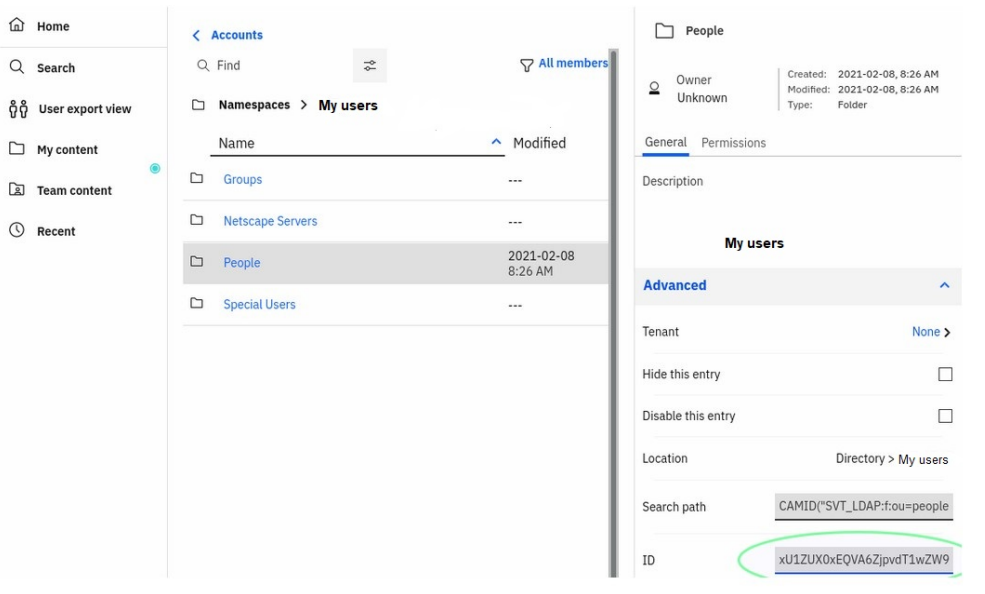 Home
Search
User export view
My content
Team content
Recent
Accounts
Find
All members
Namespaces > My users
Name
Modified
Groups
---
Netscape Servers
---
People
2021-02-08
8:26 AM
Special Users
---
People
Owner
Unknown
Created: 2021-02-08, 8:26 AM
Modified: 2021-02-08, 8:26 AM
Type: Folder
General
Permissions
Description
My users
Advanced
Tenant
None >
Hide this entry
Disable this entry
Location
Directory > My users
Search path
CAMID("SVT_LDAP:f:ou=people
ID
xU1ZUX0xEQVA6ZjpvdT1wZW9